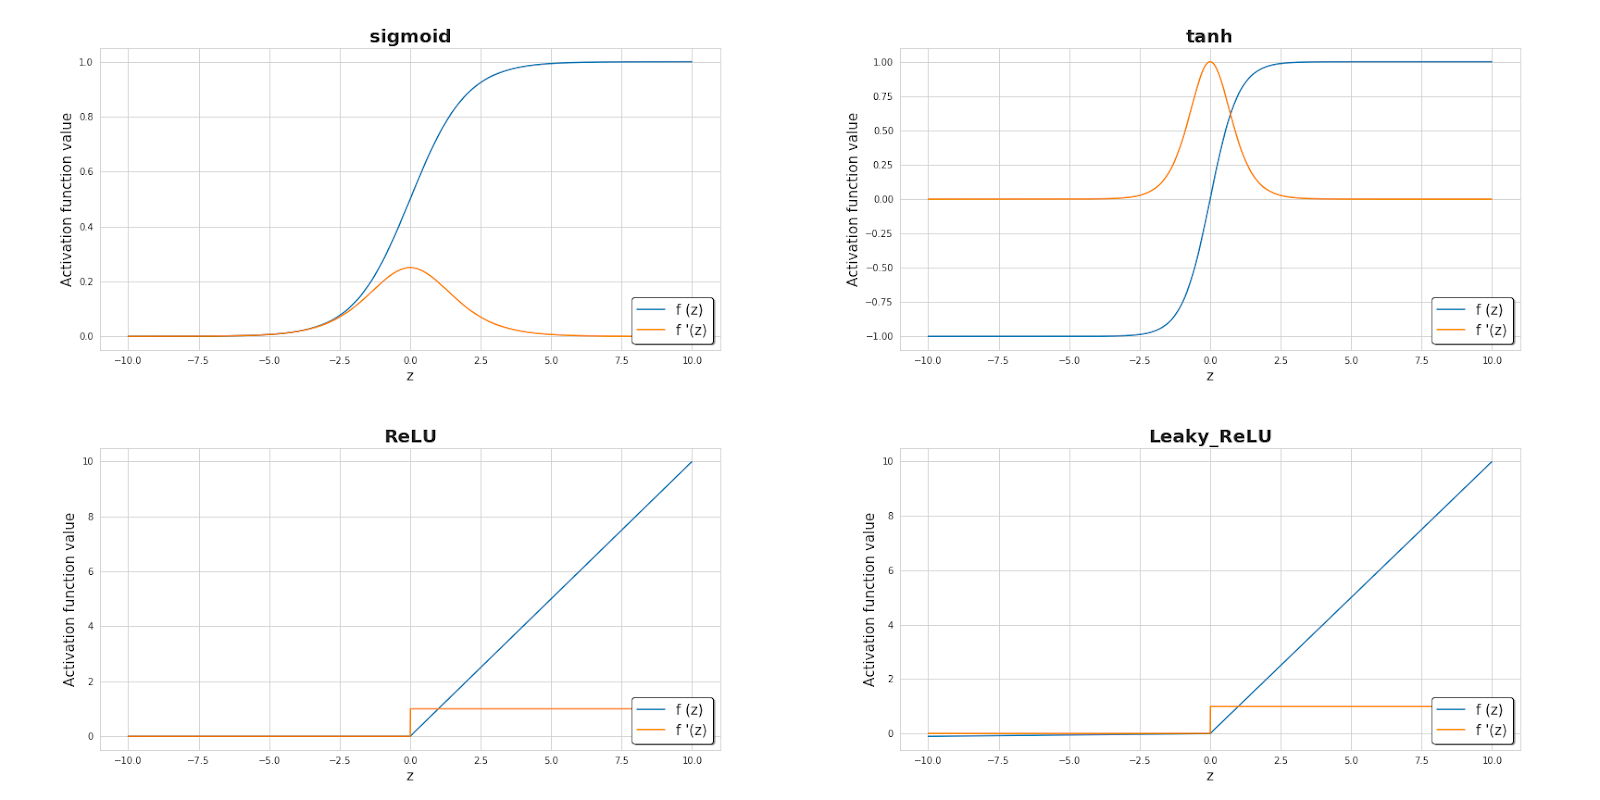 sigmoid
Activation function value
1.0
0.8
0.6
0.4
0.2
0.0
f (z)
f '(z)
−10.0 −7.5 −5.0 −2.5 0.0 2.5 5.0 7.5 10.0
z
tanh
Activation function value
1.00
0.75
0.50
0.25
0.00
−0.25
−0.50
−0.75
−1.00
f (z)
f '(z)
−10.0 −7.5 −5.0 −2.5 0.0 2.5 5.0 7.5 10.0
z
ReLU
Activation function value
10
8
6
4
2
0
f (z)
f '(z)
−10.0 −7.5 −5.0 −2.5 0.0 2.5 5.0 7.5 10.0
z
Leaky_ReLU
Activation function value
10
8
6
4
2
0
f (z)
f '(z)
−10.0 −7.5 −5.0 −2.5 0.0 2.5 5.0 7.5 10.0
z